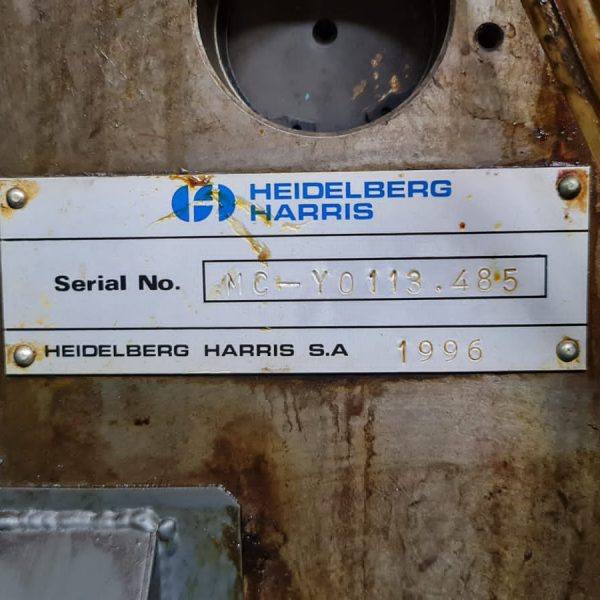 HEIDELBERG
HARRIS
Serial No. MC-Y0113.485
HEIDELBERG HARRIS S.A 1996